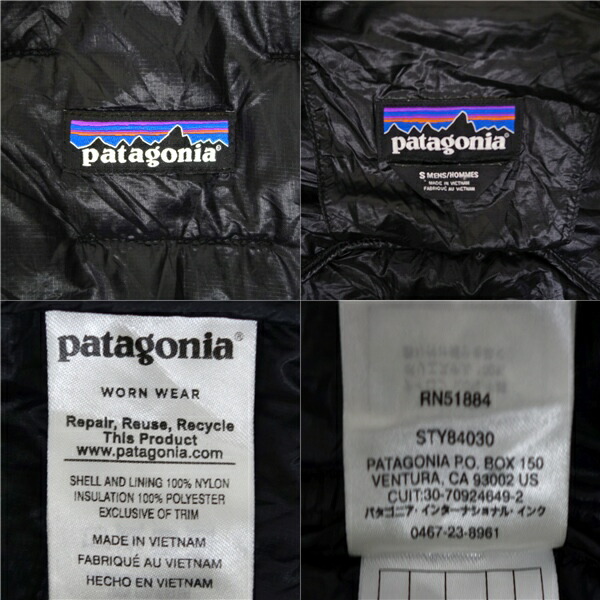 patagonia®
patagonia®
S MENS/HOMMES
MADE IN VIETNAM
FABRIQUÉ AU VIETNAM
patagonia®
WORN WEAR
Repair, Reuse, Recycle
This Product
www.patagonia.com
SHELL AND LINING 100% NYLON
INSULATION 100% POLYESTER
EXCLUSIVE OF TRIM
MADE IN VIETNAM
FABRIQUÉ AU VIETNAM
HECHO EN VIETNAM
RN51884
STY84030
PATAGONIA P.O. BOX 150
VENTURA, CA 93002 US
CUIT:30-70924649-2
パタゴニア・インターナショナル・インク
0467-23-8961